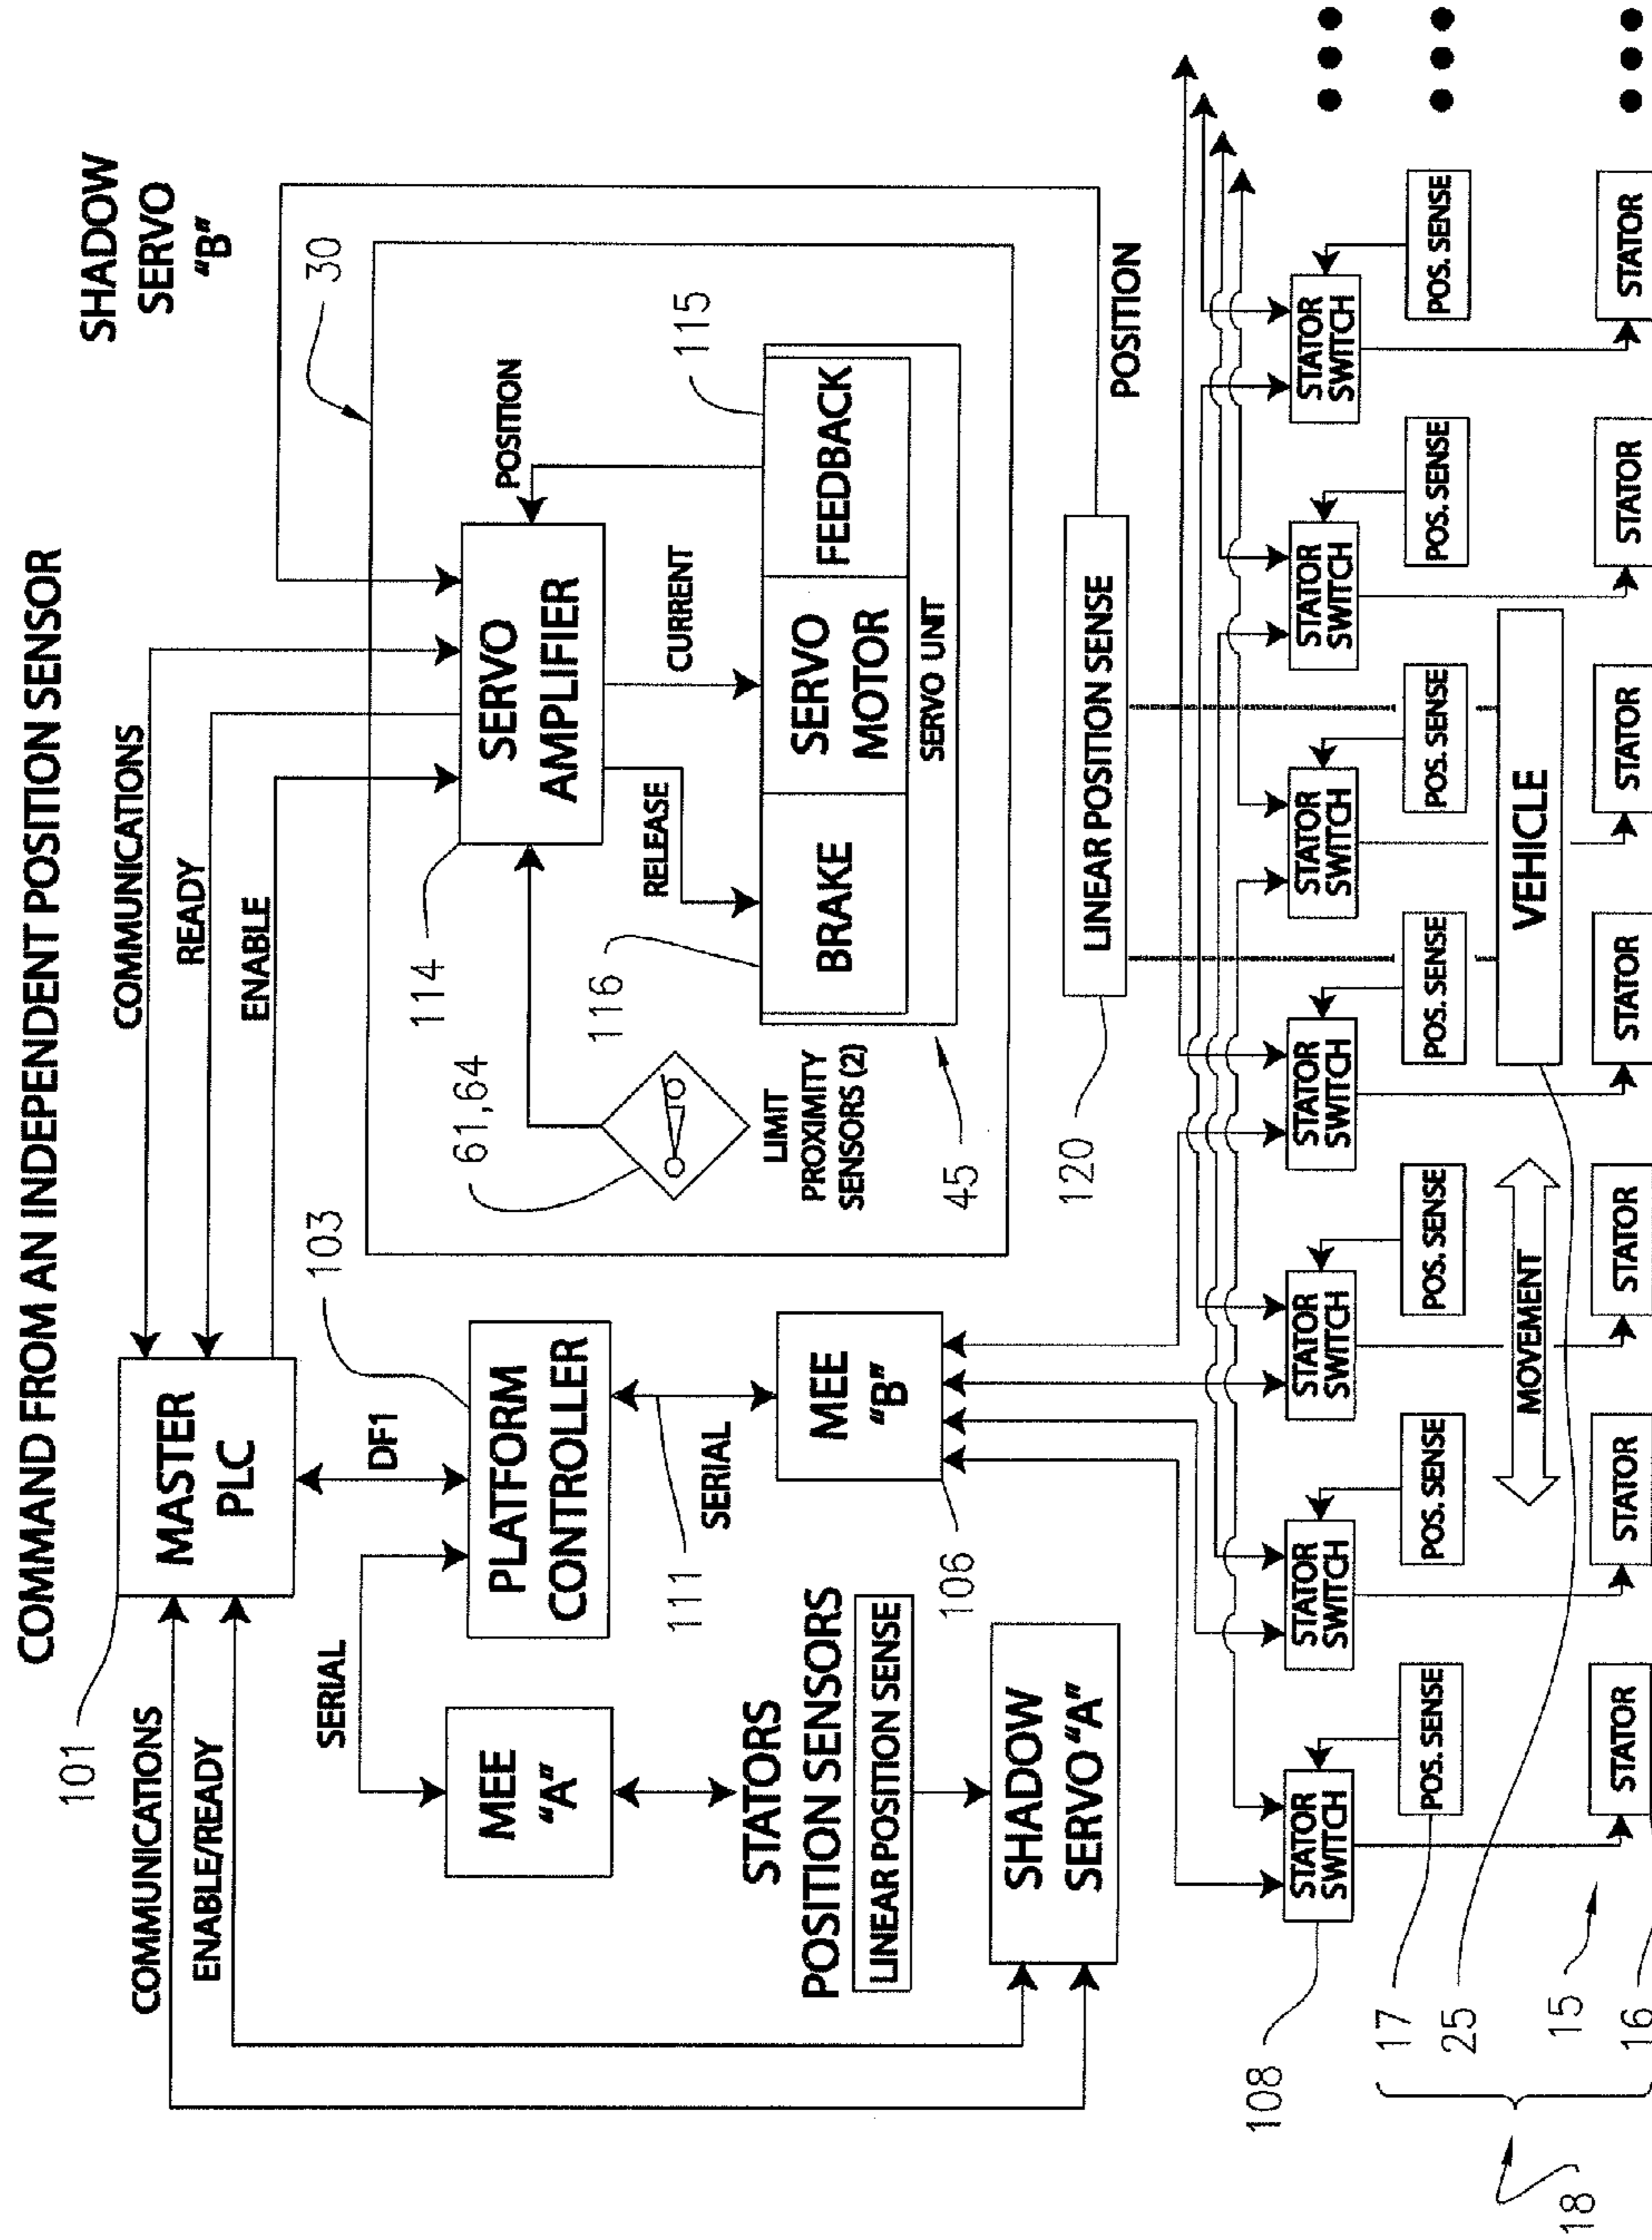 COMMAND FROM AN INDEPENDENT POSITION SENSOR
SHADOW
SERVO
"B"
101
MASTER
PLC
COMMUNICATIONS
READY
ENABLE
COMMUNICATIONS
ENABLE/READY
DF1
SERIAL
103
PLATFORM
CONTROLLER
111
SERIAL
MEE
"A"
STATORS
POSITION SENSORS
LINEAR POSITION SENSE
SHADOW
SERVO "A"
MEE
"B"
106
30
114
SERVO
AMPLIFIER
POSITION
61,64
LIMIT
PROXIMITY
SENSORS (2)
RELEASE
CURRENT
116
115
BRAKE
SERVO
MOTOR
FEEDBACK
SERVO UNIT
45
120
LINEAR POSITION SENSE
POSITION
108
STATOR
SWITCH
STATOR
SWITCH
STATOR
SWITCH
STATOR
SWITCH
STATOR
SWITCH
STATOR
SWITCH
STATOR
SWITCH
17
POS. SENSE
POS. SENSE
POS. SENSE
POS. SENSE
POS. SENSE
POS. SENSE
POS. SENSE
25
MOVEMENT
VEHICLE
15
16
18
STATOR
STATOR
STATOR
STATOR
STATOR
STATOR
STATOR